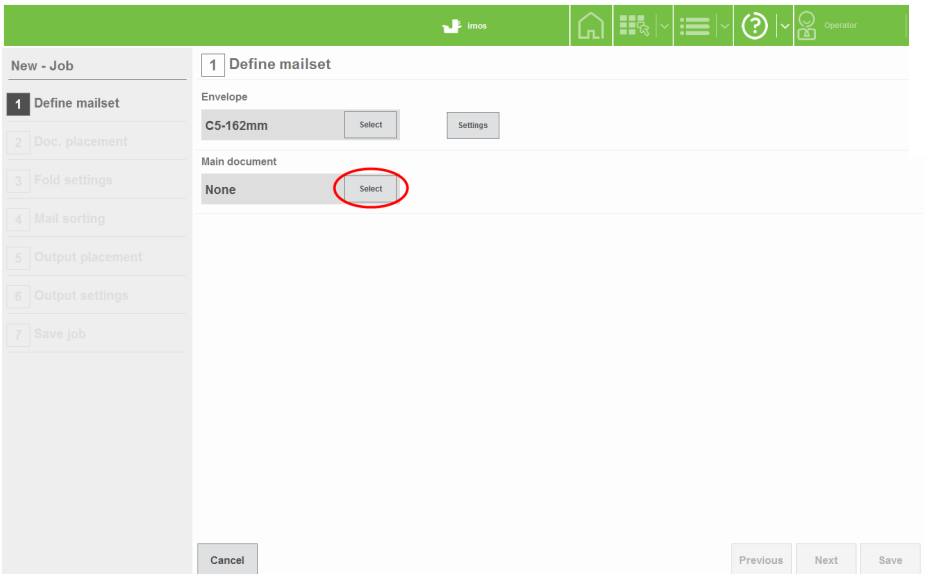 imos
Operator
New - Job
1 Define mailset
2 Doc. placement
3 Fold settings
4 Mail sorting
5 Output placement
6 Output settings
7 Save job
1 Define mailset
Envelope
C5-162mm Select Settings
Main document
None Select
Cancel Previous Next Save